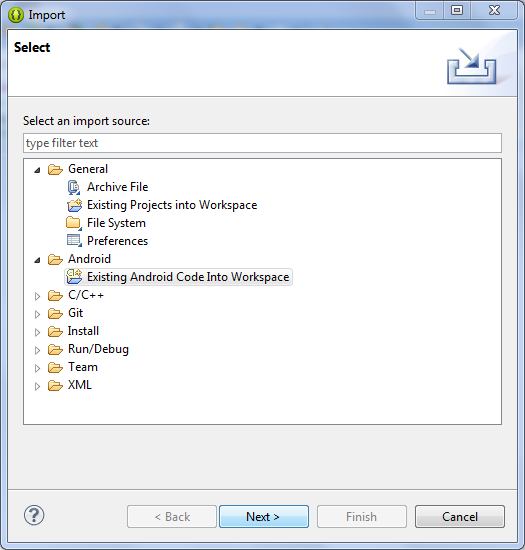 Import
Select
Select an import source:
type filter text
General
Archive File
Existing Projects into Workspace
File System
Preferences
Android
Existing Android Code Into Workspace
C/C++
Git
Install
Run/Debug
Team
XML
?
< Back
Next >
Finish
Cancel